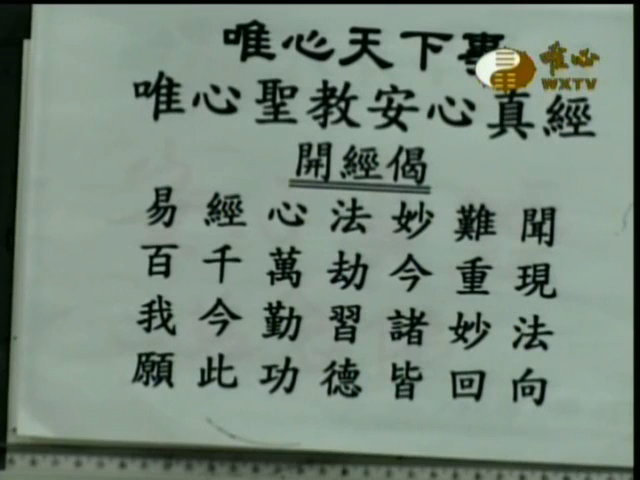 唯心天下事
唯心
WXTV
唯心聖教安心真經
開經偈
易經心法妙難聞
百千萬劫今重現
我今勤習諸妙法
願此功德皆回向